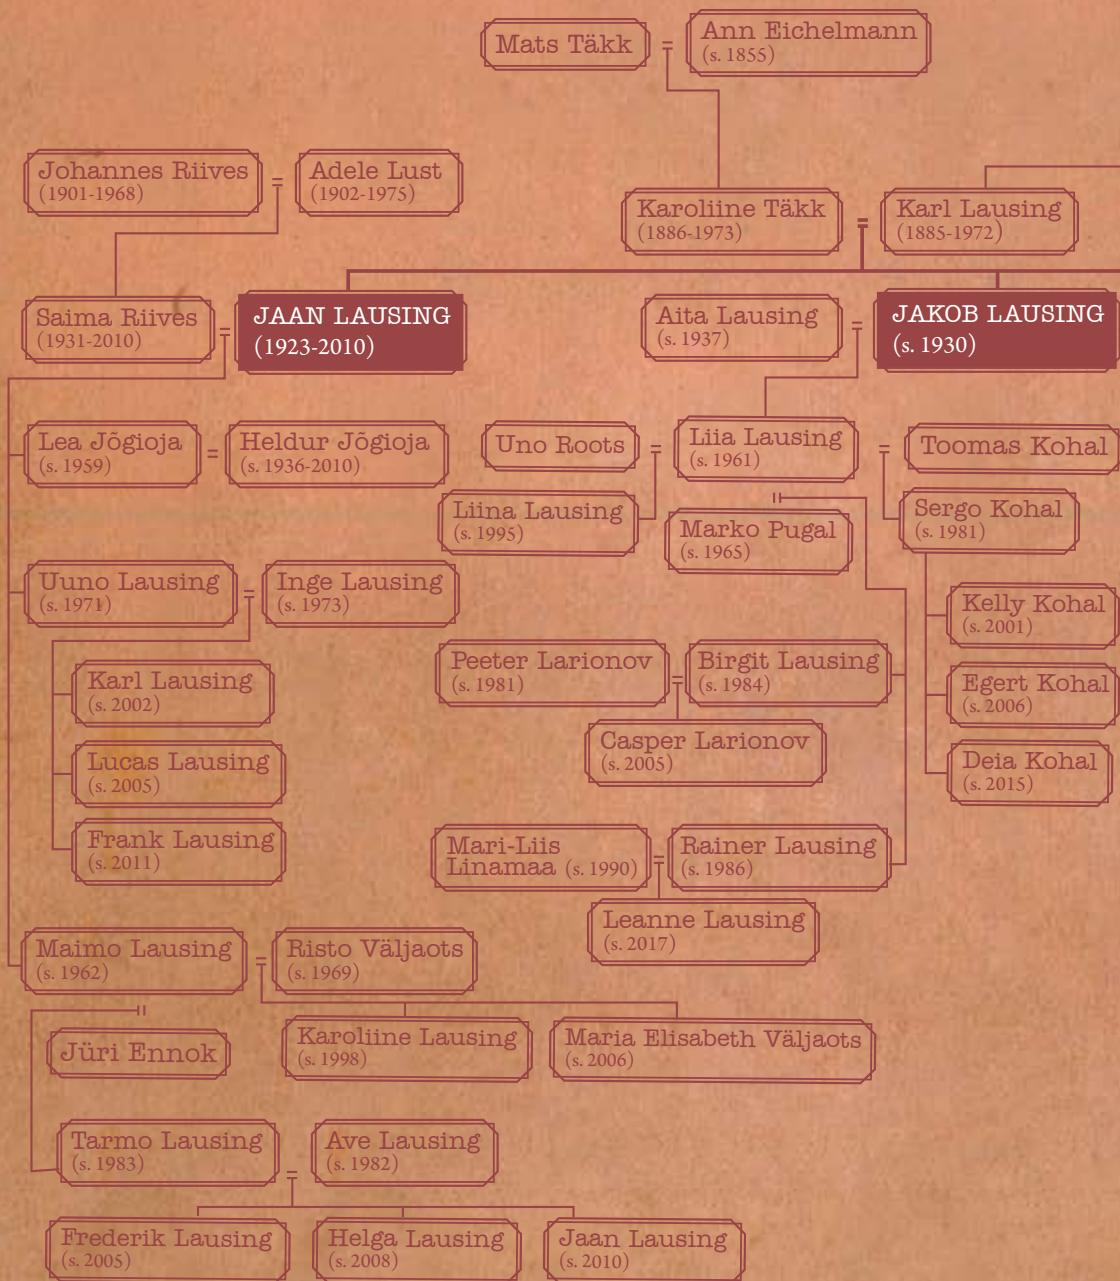 Mats Täkk
Ann Eichelmann
(s. 1855)
Johannes Riives
(1901-1968)
Adele Lust
(1902-1975)
Karoliine Täkk
(1886-1973)
Karl Lausing
(1885-1972)
Saima Riives
(1931-2010)
JAAN LAUSING
(1923-2010)
Aita Lausing
(s. 1937)
JAKOB LAUSING
(s. 1930)
Lea Jõgioja
(s. 1959)
Heldur Jõgioja
(s. 1936-2010)
Uno Roots
Liia Lausing
(s. 1961)
Toomas Kohal
Liina Lausing
(s. 1995)
Marko Pugal
(s. 1965)
Sergo Kohal
(s. 1981)
Uuno Lausing
(s. 1971)
Inge Lausing
(s. 1973)
Kelly Kohal
(s. 2001)
Karl Lausing
(s. 2002)
Peeter Larionov
(s. 1981)
Birgit Lausing
(s. 1984)
Egert Kohal
(s. 2006)
Lucas Lausing
(s. 2005)
Casper Larionov
(s. 2005)
Deia Kohal
(s. 2015)
Frank Lausing
(s. 2011)
Mari-Liis
Linamaa (s. 1990)
Rainer Lausing
(s. 1986)
Leanne Lausing
(s. 2017)
Maimo Lausing
(s. 1962)
Risto Väljaots
(s. 1969)
Jüri Ennok
Karoliine Lausing
(s. 1998)
Maria Elisabeth Väljaots
(s. 2006)
Tarmo Lausing
(s. 1983)
Ave Lausing
(s. 1982)
Frederik Lausing
(s. 2005)
Helga Lausing
(s. 2008)
Jaan Lausing
(s. 2010)